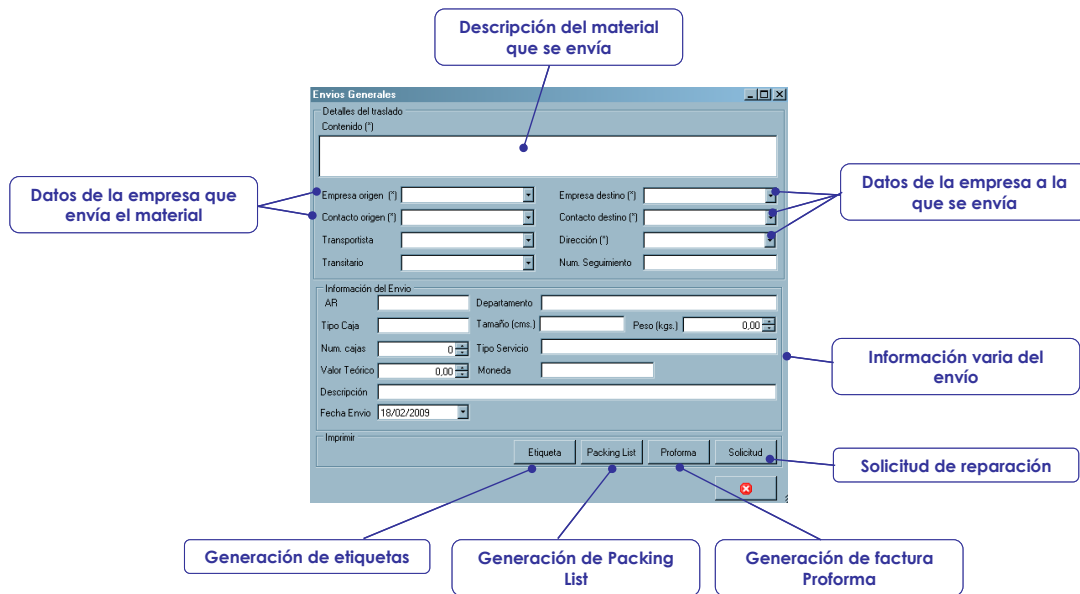 Descripción del material
que se envía
Envios Generales
Detalles del traslado
Contenido (*)
Datos de la empresa que
envía el material
Empresa origen (*)
Empresa destino (*)
Datos de la empresa a la
que se envía
Contacto origen (*)
Contacto destino (*)
Transportista
Dirección (*)
Transitario
Num. Seguimiento
Información del Envio
AR
Departamento
Tipo Caja
Tamaño (cms.)
Peso (kgs.)
0,00
Num. cajas
0
Tipo Servicio
Información varia del
envío
Valor Teórico
0,00
Moneda
Descripción
Fecha Envio
18/02/2009
Imprimir
Etiqueta
Packing List
Proforma
Solicitud
Solicitud de reparación
Generación de etiquetas
Generación de Packing
List
Generación de factura
Proforma